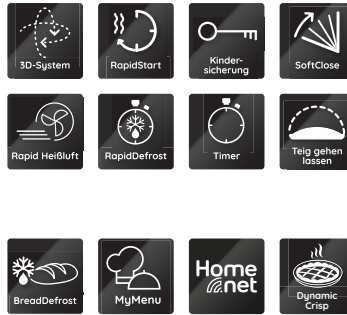 3D-System
RapidStart
Kinder-
sicherung
SoftClose
Rapid Heißluft
RapidDefrost
Timer
Teig gehen
lassen
BreadDefrost
MyMenu
Home
net
Dynamic
Crisp